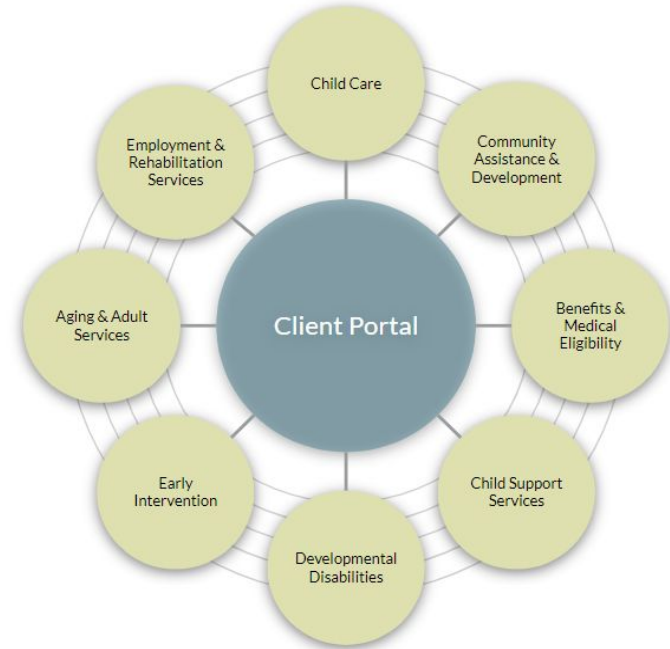 Child Care
Employment &
Rehabilitation
Services
Community
Assistance &
Development
Aging & Adult
Services
Client Portal
Benefits &
Medical
Eligibility
Early
Intervention
Child Support
Services
Developmental
Disabilities